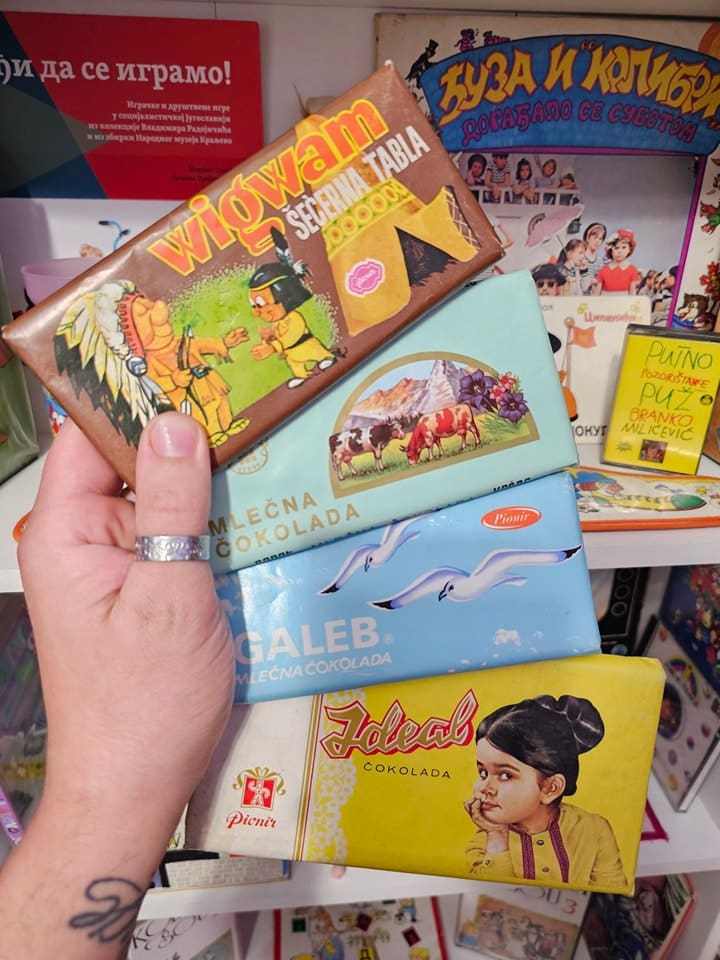 ђи да се играмо!
Играчке и друштвене игре
у социјалистичкој Југославији
из колекције Владимира Радојичића
и из збирки Народног музеја Краљево
ЂУЗА И КОЛИБРИ
ДОГАЂАЛО СЕ СУБОТОМ
wigwam
ŠEĆERNA TABLA
pionir
Ципелићи
PUTNO
POZORIŠTANCE
PUŽ
BRANKO
MILIĆEVIĆ
MLEČNA
ČOKOLADA
Pionir
GALEB®
MLEČNA ČOKOLADA
Ideal
ČOKOLADA
Pionir